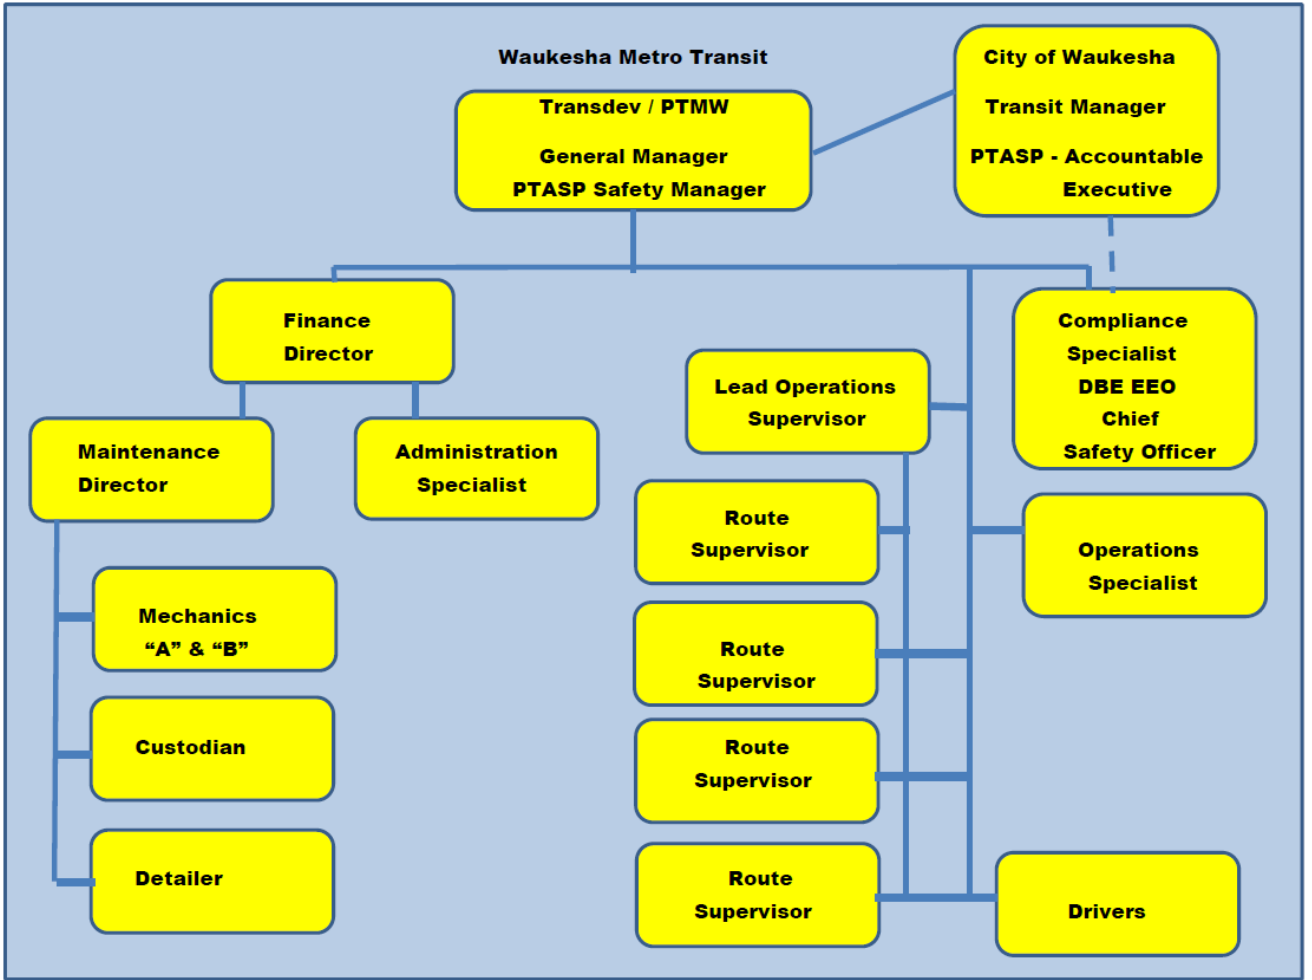 Waukesha Metro Transit
Transdev / PTMW
General Manager
PTASP Safety Manager
City of Waukesha
Transit Manager
PTASP - Accountable
Executive
Finance
Director
Compliance
Specialist
DBE EEO
Chief
Safety Officer
Lead Operations
Supervisor
Maintenance
Director
Administration
Specialist
Route
Supervisor
Operations
Specialist
Mechanics
“A” & “B”
Route
Supervisor
Custodian
Route
Supervisor
Detailer
Route
Supervisor
Drivers